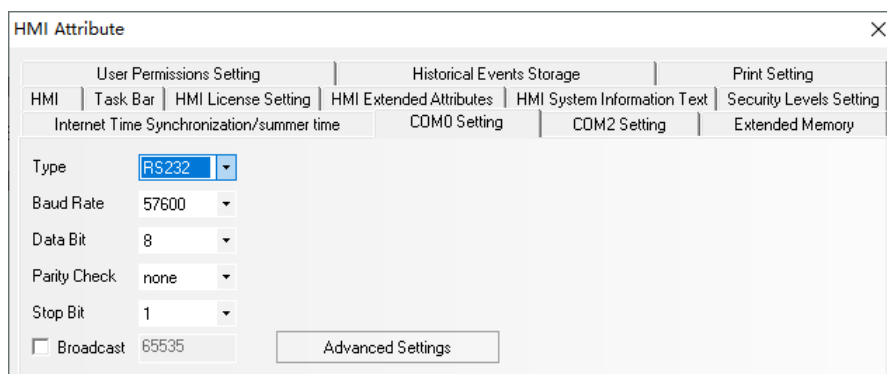 HMI Attribute
User Permissions Setting Historical Events Storage Print Setting
HMI Task Bar HMI License Setting HMI Extended Attributes HMI System Information Text Security Levels Setting
Internet Time Synchronization/summer time COM0 Setting COM2 Setting Extended Memory
Type RS232
Baud Rate 57600
Data Bit 8
Parity Check none
Stop Bit 1
Broadcast 65535 Advanced Settings